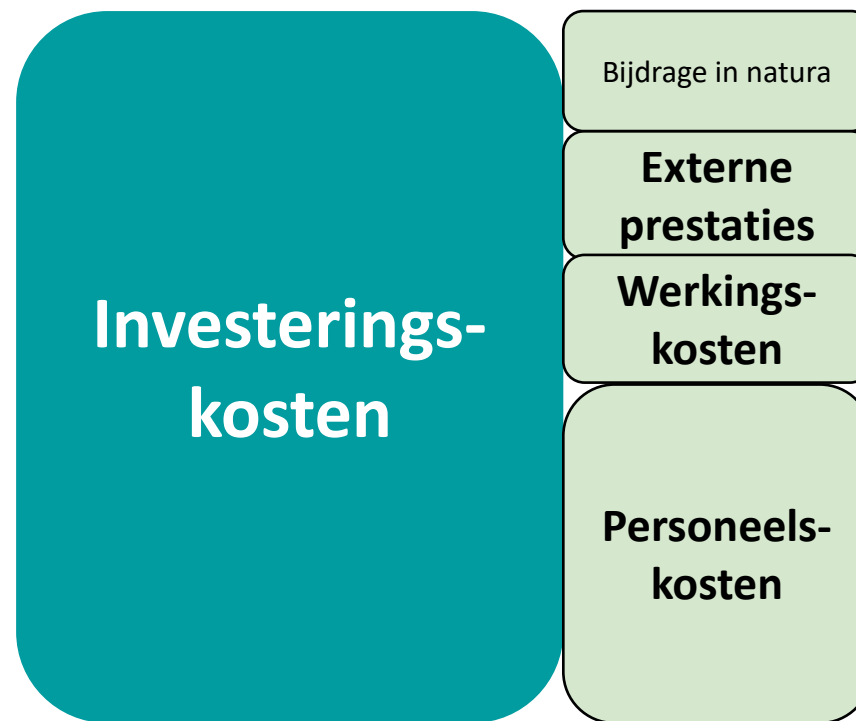 Investerings-
kosten
Bijdrage in natura
Externe
prestaties
Werkings-
kosten
Personeels-
kosten